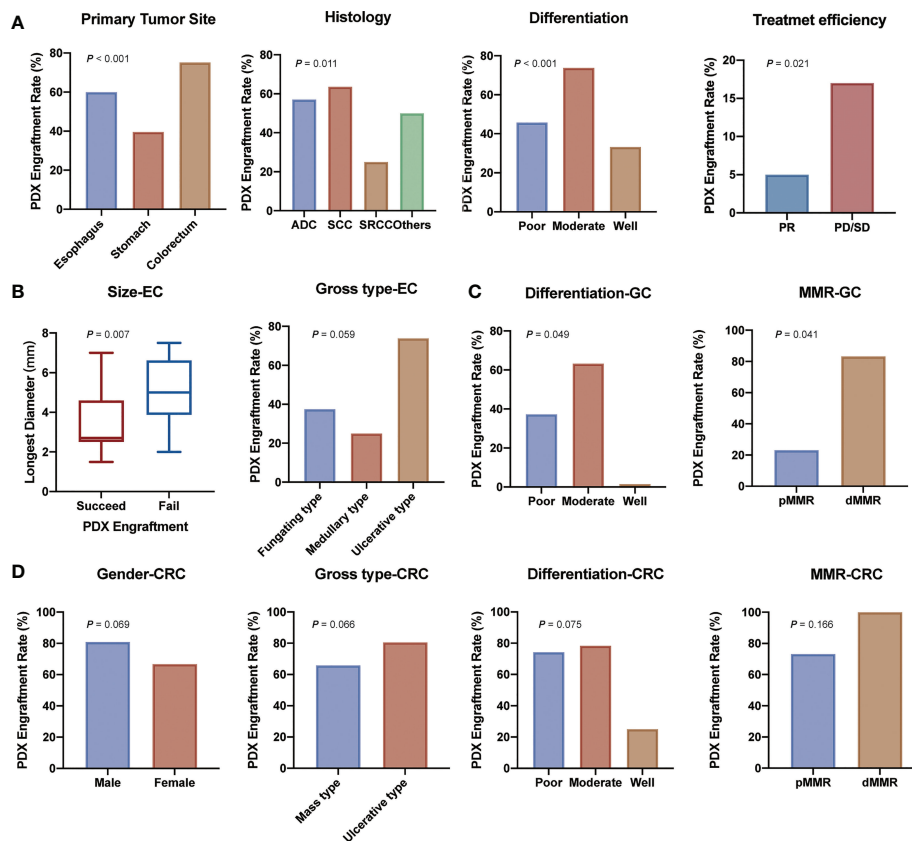 A
Primary Tumor Site
PDX Engraftment Rate (%)
80
60
40
20
0
P < 0.001
Esophagus
Stomach
Colorectum
Histology
PDX Engraftment Rate (%)
80
60
40
20
0
P = 0.011
ADC SCC SRCCOthers
Differentiation
PDX Engraftment Rate (%)
80
60
40
20
0
P < 0.001
Poor Moderate Well
Treatmet efficiency
PDX Engraftment Rate (%)
20
15
10
5
0
P = 0.021
PR PD/SD
B
Size-EC
Longest Diameter (mm)
8
6
4
2
0
P = 0.007
Succeed Fail
PDX Engraftment
Gross type-EC
PDX Engraftment Rate (%)
80
60
40
20
0
P = 0.059
Fungating type
Medullary type
Ulcerative type
C
Differentiation-GC
PDX Engraftment Rate (%)
80
60
40
20
0
P = 0.049
Poor Moderate Well
MMR-GC
PDX Engraftment Rate (%)
100
80
60
40
20
0
P = 0.041
pMMR dMMR
D
Gender-CRC
PDX Engraftment Rate (%)
100
80
60
40
20
0
P = 0.069
Male Female
Gross type-CRC
PDX Engraftment Rate (%)
100
80
60
40
20
0
P = 0.066
Mass type
Ulcerative type
Differentiation-CRC
PDX Engraftment Rate (%)
100
80
60
40
20
0
P = 0.075
Poor Moderate Well
MMR-CRC
PDX Engraftment Rate (%)
100
80
60
40
20
0
P = 0.166
pMMR dMMR